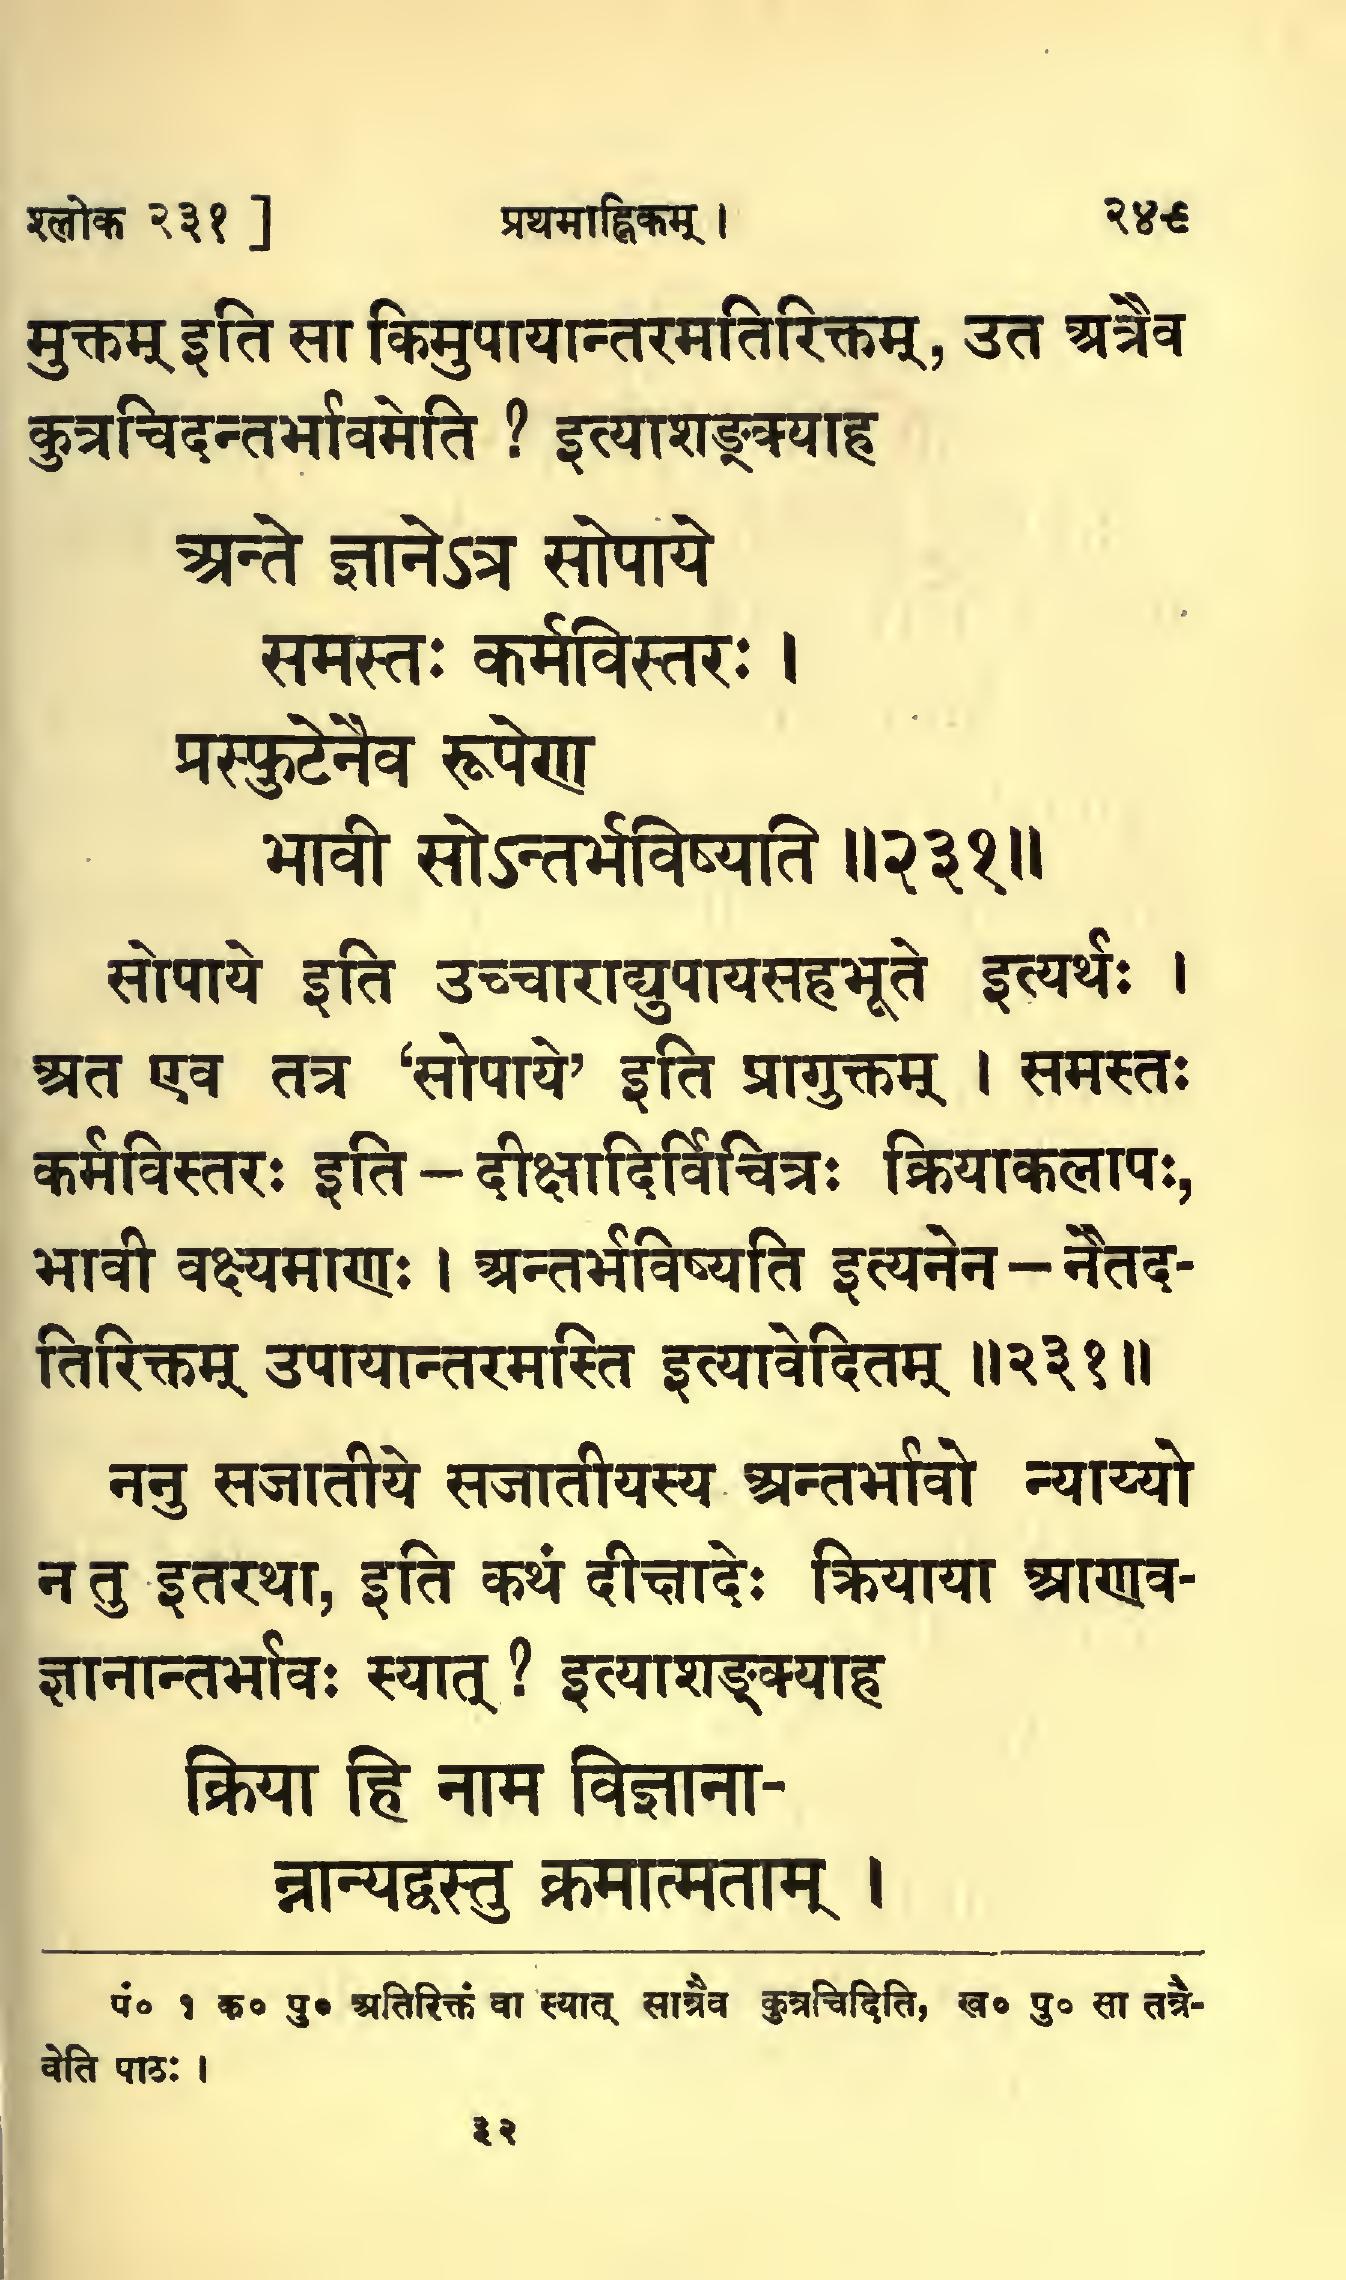 श्लोक २३१ ] प्रथमाह्निकम् । २४९
मुक्तम् इति सा किमुपायान्तरमतिरिक्तम्, उत अत्रैव
कुत्रचिदन्तर्भावमेति ? इत्याशङ्क्याह
अन्ते ज्ञानेऽत्र सोपाये
समस्तः कर्मविस्तरः ।
प्रस्फुटेनैव रूपेण
भावी सोऽन्तर्भविष्यति ॥२३१॥
सोपाये इति उच्चाराद्युपायसहभूते इत्यर्थः ।
अत एव तत्र ‘सोपाये’ इति प्रागुक्तम् । समस्तः
कर्मविस्तरः इति – दीक्षादिर्विचित्रः क्रियाकलापः,
भावी वक्ष्यमाणः । अन्तर्भविष्यति इत्यनेन – नैतद-
तिरिक्तम् उपायान्तरमस्ति इत्यावेदितम् ॥२३१॥
ननु सजातीये सजातीयस्य अन्तर्भावो न्याय्यो
न तु इतरथा, इति कथं दीक्षादेः क्रियाया आणव-
ज्ञानान्तर्भावः स्यात् ? इत्याशङ्क्याह
क्रिया हि नाम विज्ञाना-
न्नान्यद्वस्तु क्रमात्मताम् ।
पं० १ क० पु० अतिरिक्तं वा स्यात् सात्रैव कुत्रचिदिति, ख० पु० सा तत्रै-
वेति पाठः ।
३२